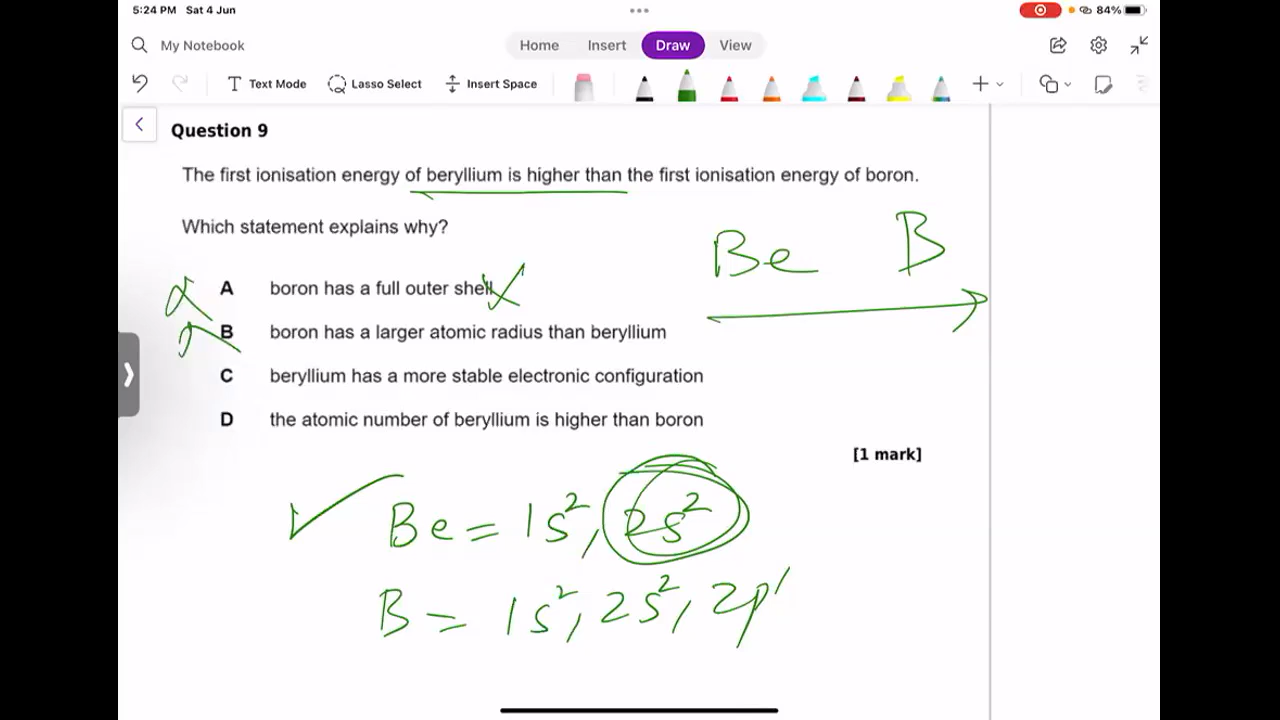 5:24 PM Sat 4 Jun
84%
My Notebook
Home Insert Draw View
Text Mode Lasso Select Insert Space
Question 9
The first ionisation energy of beryllium is higher than the first ionisation energy of boron.
Which statement explains why?
Be B
A boron has a full outer shell
B boron has a larger atomic radius than beryllium
C beryllium has a more stable electronic configuration
D the atomic number of beryllium is higher than boron
[1 mark]
Be = 1s², 2s²
B = 1s², 2s², 2p¹